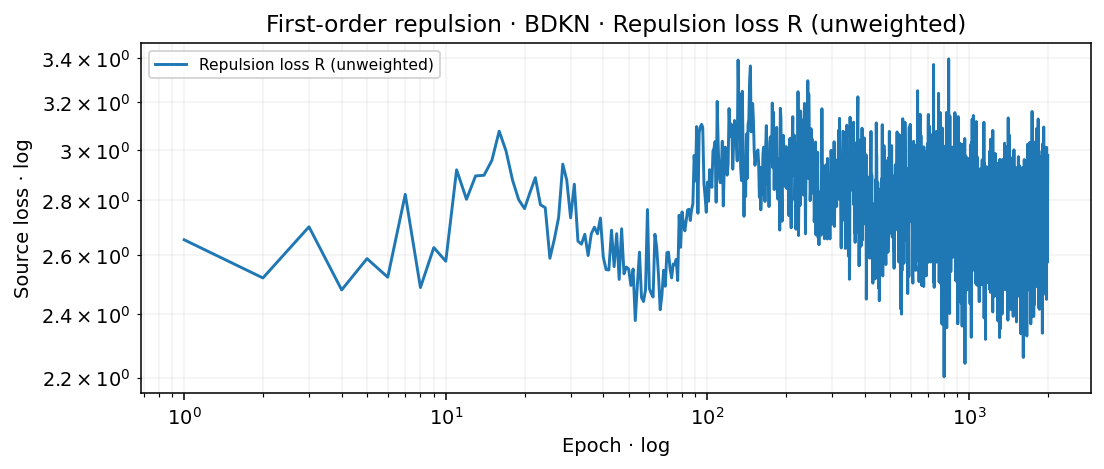 First-order repulsion · BDKN · Repulsion loss R (unweighted)
Repulsion loss R (unweighted)
Source loss · log
3.4 × 10⁰
3.2 × 10⁰
3 × 10⁰
2.8 × 10⁰
2.6 × 10⁰
2.4 × 10⁰
2.2 × 10⁰
10⁰ 10¹ 10² 10³
Epoch · log